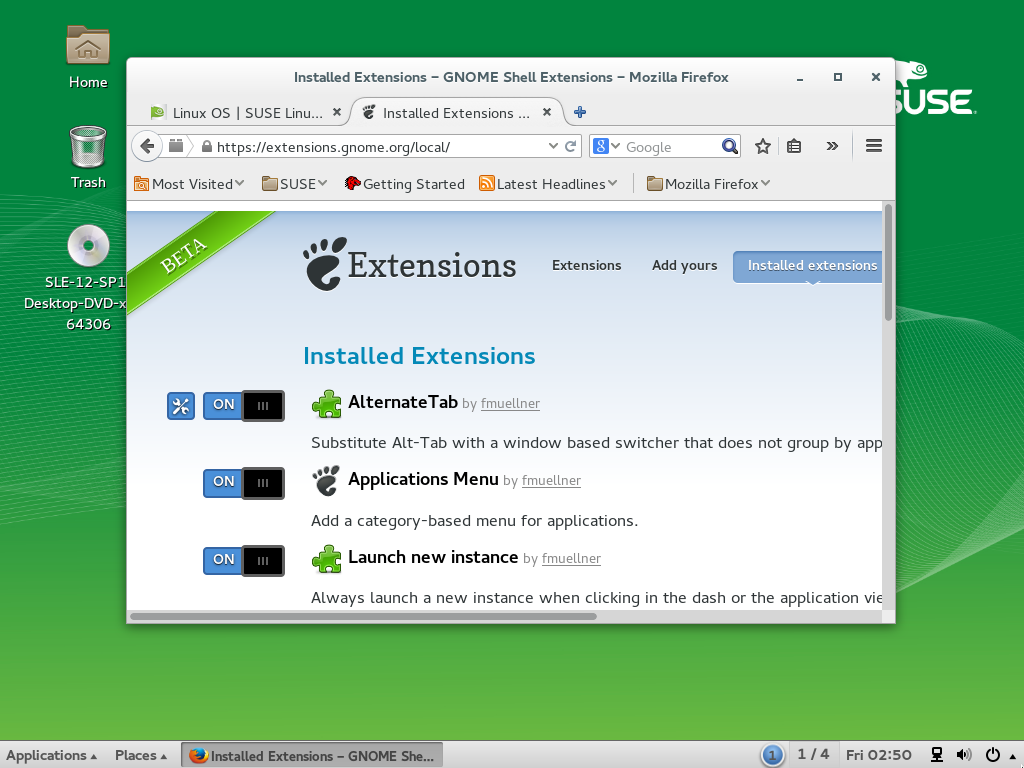 Home
Trash
SLE-12-SP1
Desktop-DVD-x
64306
SUSE
Installed Extensions – GNOME Shell Extensions – Mozilla Firefox
Linux OS | SUSE Linu...
Installed Extensions ...
https://extensions.gnome.org/local/
8
Google
Most Visited
SUSE
Getting Started
Latest Headlines
Mozilla Firefox
BETA
Extensions
Extensions
Add yours
Installed extensions
Installed Extensions
ON
AlternateTab by fmuellner
Substitute Alt-Tab with a window based switcher that does not group by app
ON
Applications Menu by fmuellner
Add a category-based menu for applications.
ON
Launch new instance by fmuellner
Always launch a new instance when clicking in the dash or the application vie
Applications
Places
Installed Extensions – GNOME She...
1
1 / 4
Fri 02:50